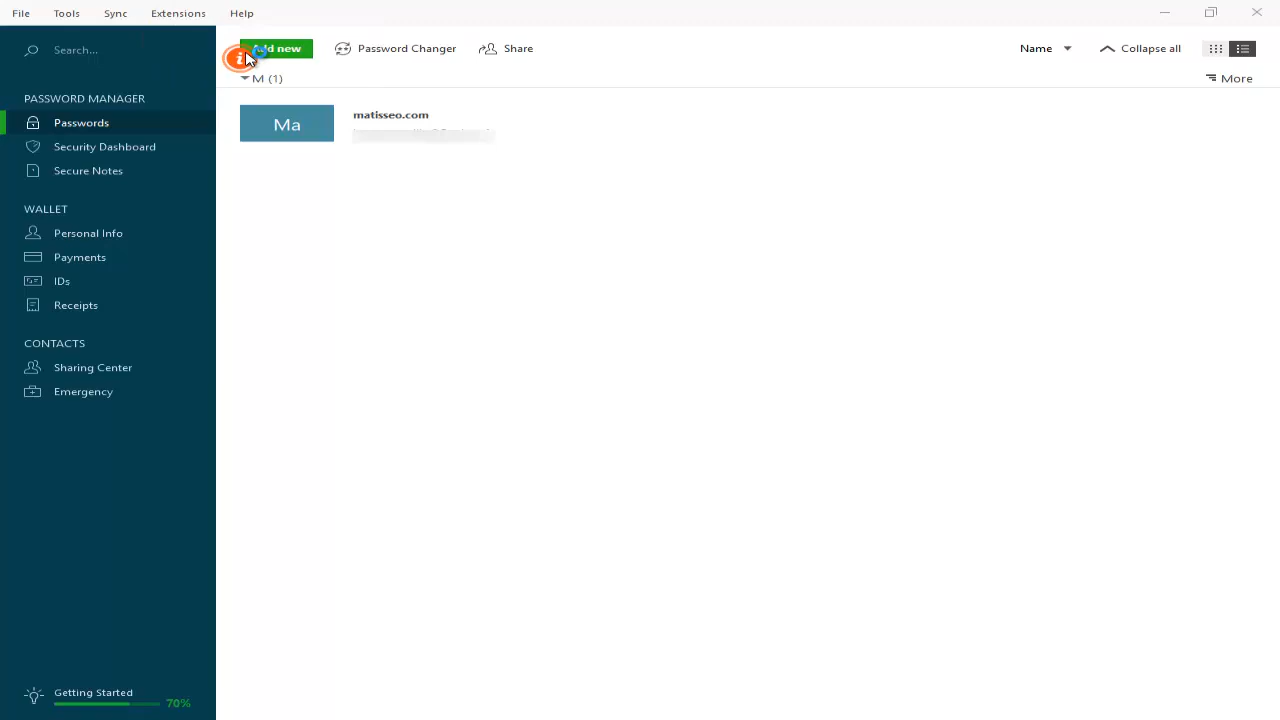 File Tools Sync Extensions Help
Search...
Add new Password Changer Share Name Collapse all
M (1) More
PASSWORD MANAGER
Passwords
Security Dashboard
Secure Notes
Ma matisseo.com
WALLET
Personal Info
Payments
IDs
Receipts
CONTACTS
Sharing Center
Emergency
Getting Started
70%